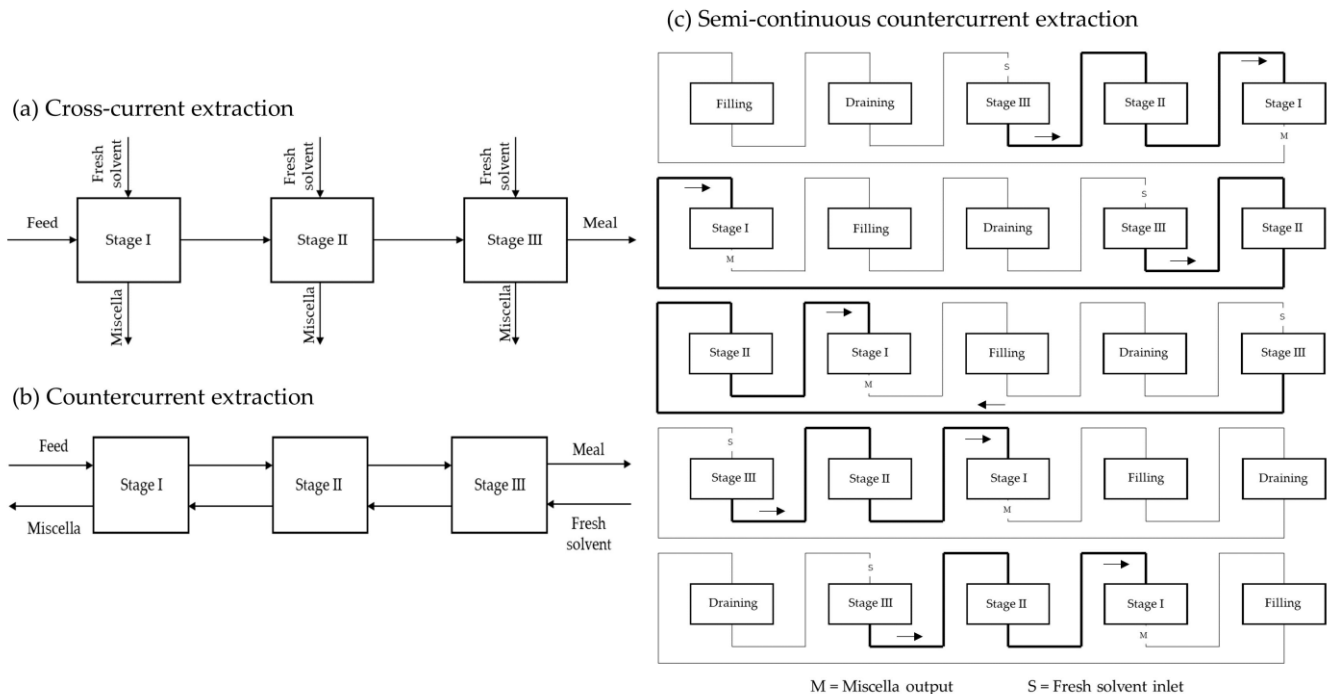 (a) Cross-current extraction
Fresh solvent
Fresh solvent
Fresh solvent
Feed
Stage I
Stage II
Stage III
Meal
Miscella
Miscella
Miscella
(b) Countercurrent extraction
Feed
Stage I
Stage II
Stage III
Meal
Miscella
Fresh
solvent
(c) Semi-continuous countercurrent extraction
S
Filling
Draining
Stage III
Stage II
Stage I
M
S
Stage I
Filling
Draining
Stage III
Stage II
M
S
Stage II
Stage I
Filling
Draining
Stage III
M
S
Stage III
Stage II
Stage I
Filling
Draining
M
S
Draining
Stage III
Stage II
Stage I
Filling
M
M = Miscella output S = Fresh solvent inlet